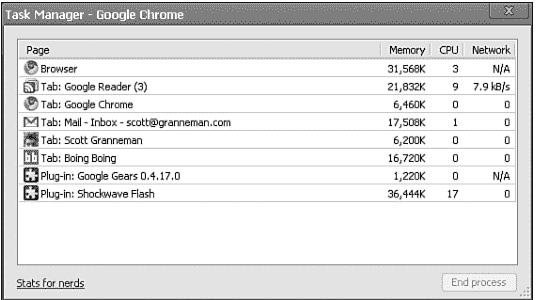 Task Manager - Google Chrome
Page Memory CPU Network
Browser 31,568K 3 N/A
Tab: Google Reader (3) 21,832K 9 7.9 kB/s
Tab: Google Chrome 6,460K 0 0
Tab: Mail - Inbox - scott@granneman.com 17,508K 1 0
Tab: Scott Granneman 6,200K 0 0
Tab: Boing Boing 16,720K 0 0
Plug-in: Google Gears 0.4.17.0 1,220K 0 N/A
Plug-in: Shockwave Flash 36,444K 17 0
Stats for nerds End process